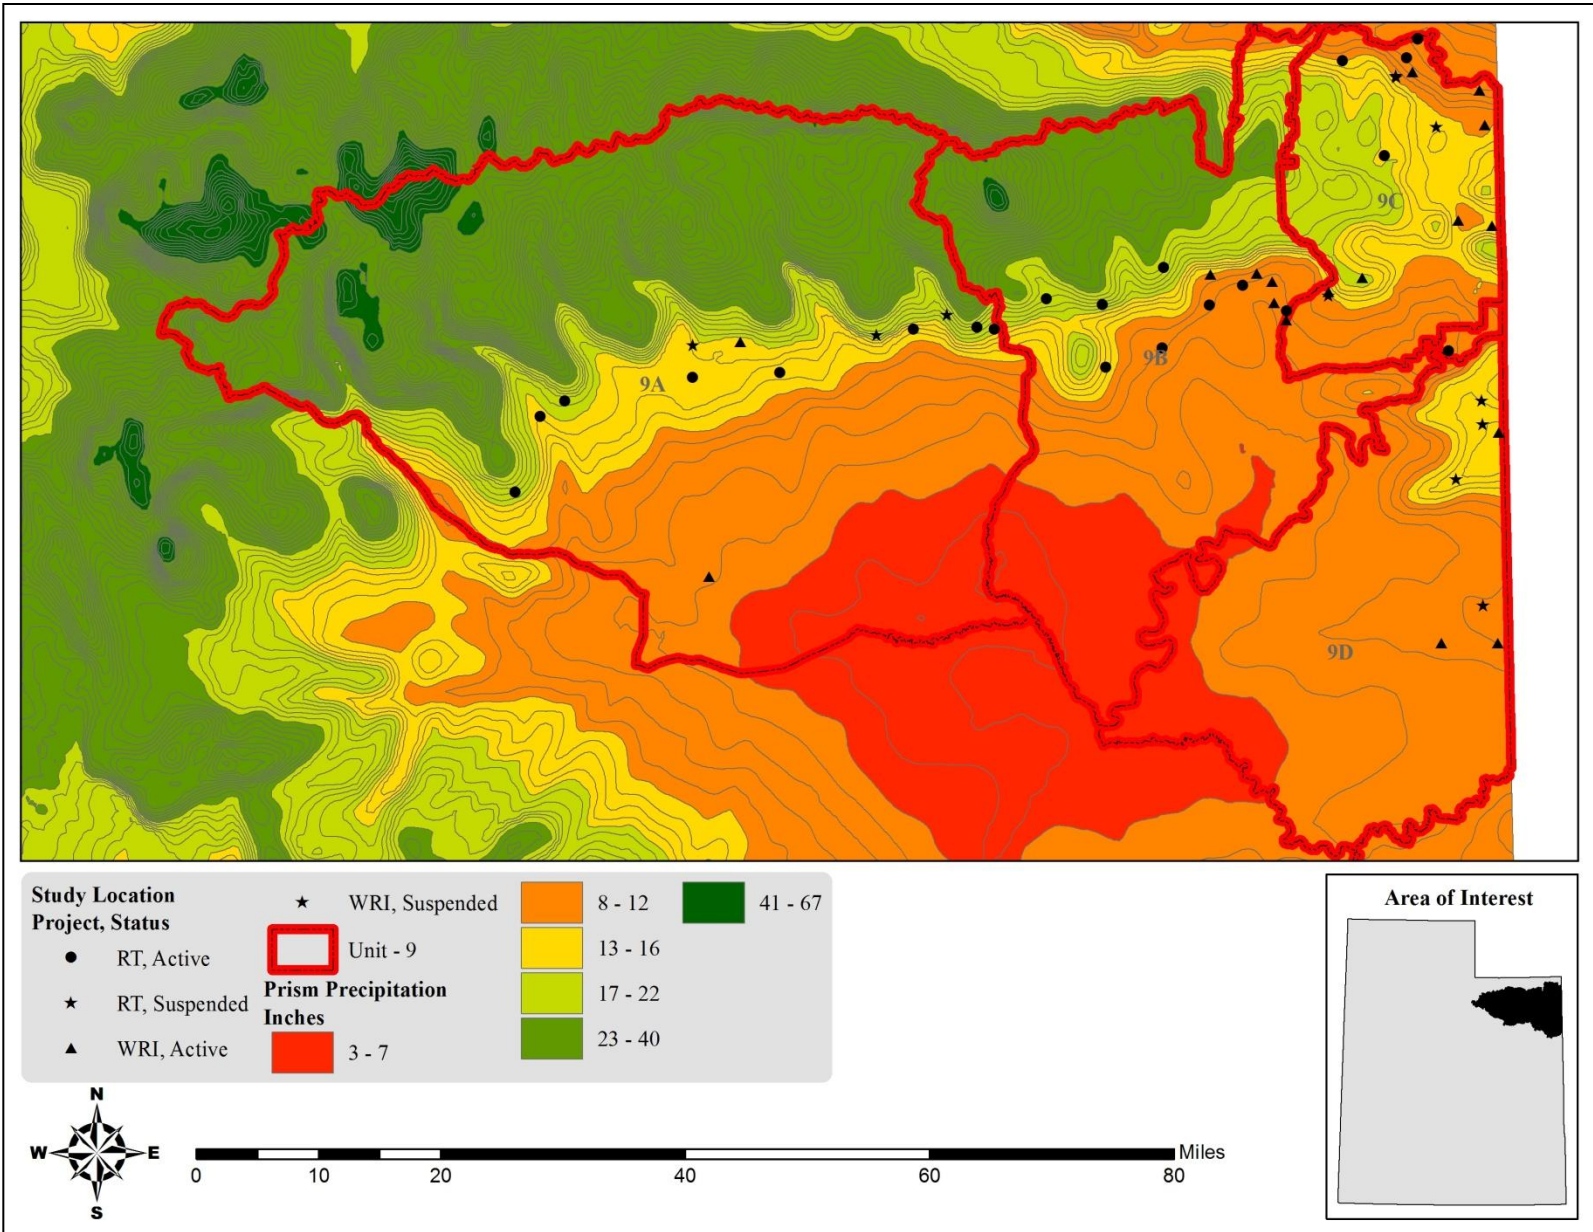 9C
9A
9B
9D
Study Location
Project, Status
RT, Active
RT, Suspended
WRI, Active
WRI, Suspended
Unit - 9
Prism Precipitation
Inches
3 - 7
8 - 12
13 - 16
17 - 22
23 - 40
41 - 67
Area of Interest
N
W E
S
Miles
0 10 20 40 60 80